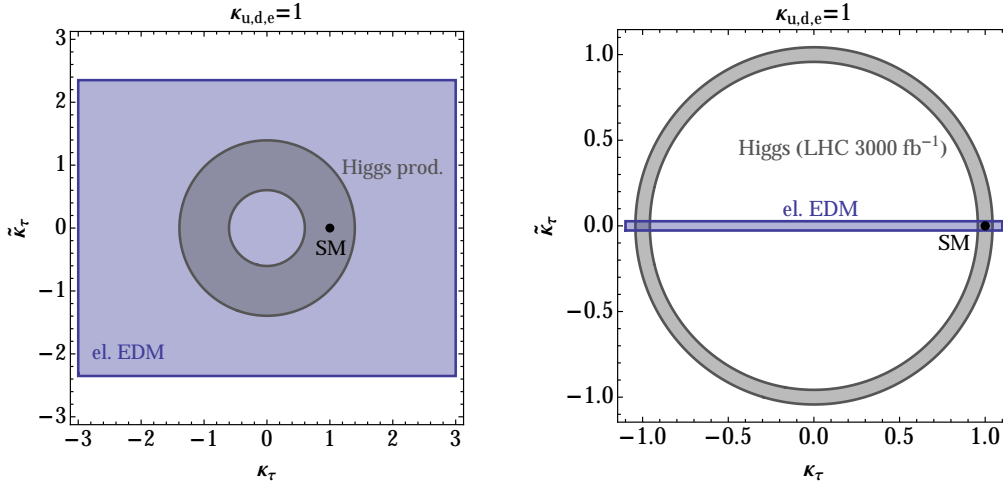 κu,d,e=1
3
2
1
0
−1
−2
−3
κ̃τ
Higgs prod.
SM
el. EDM
−3 −2 −1 0 1 2 3
κτ
κu,d,e=1
1.0
0.5
0.0
−0.5
−1.0
κ̃τ
Higgs (LHC 3000 fb⁻¹)
el. EDM
SM
−1.0 −0.5 0.0 0.5 1.0
κτ